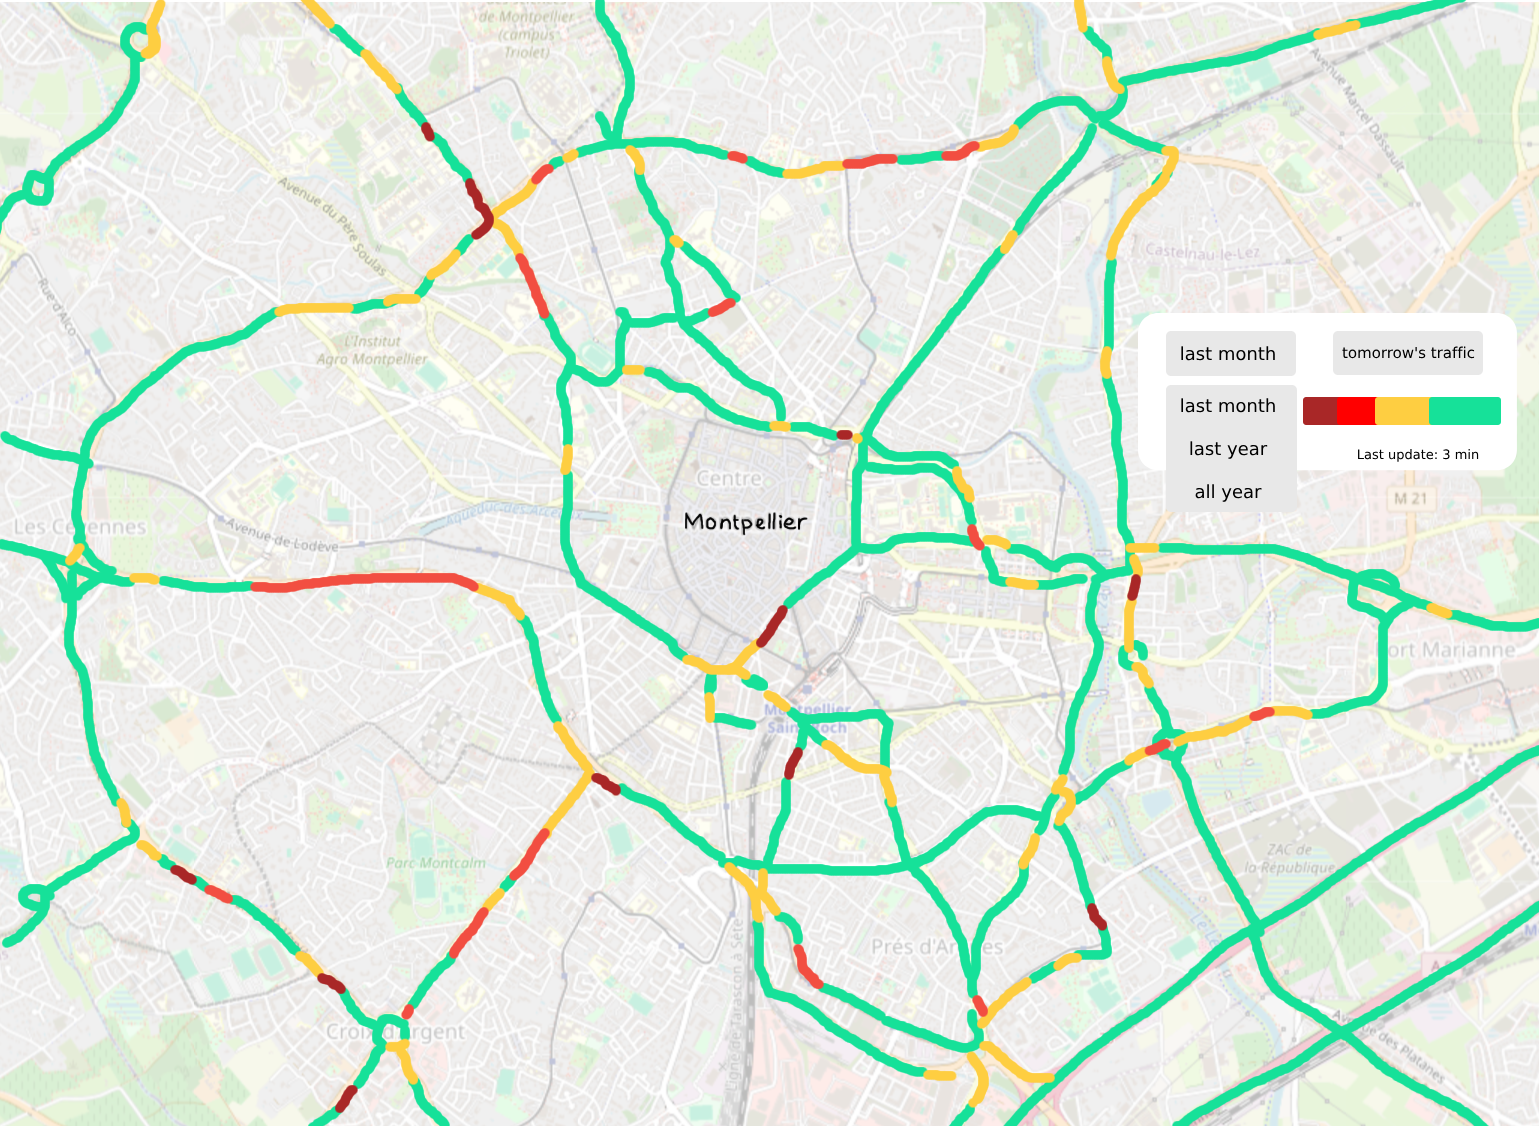 de Montpellier
(campus
Triolet)
Avenue Marcel Dassault
Avenue du Père Soulas
Castelnau-le-Lez
Rue d'Alco
L'Institut
Agro Montpellier
last month
tomorrow's traffic
last month
last year
Last update: 3 min
all year
Centre
M 21
Montpellier
Aqueduc des Arceaux
Les Cévennes
Avenue de Lodève
Port Marianne
Montpellier
Saint-Roch
Parc Montcalm
ZAC de
la République
Prés d'Arènes
Le Lez
Ligne de Tarascon à Sète
Croix d'Argent
Avenue des Platanes